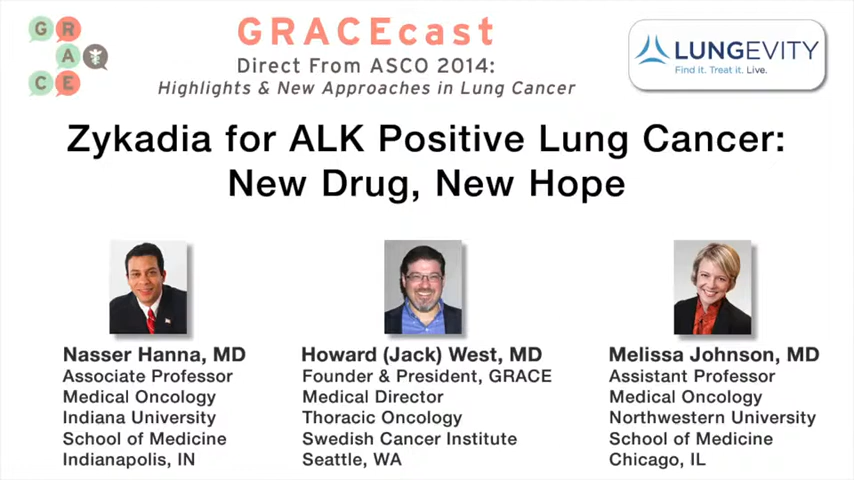 GRACEcast
Direct From ASCO 2014:
Highlights & New Approaches in Lung Cancer
G R
A
C E
LUNGEVITY
Find it. Treat it. Live.
Zykadia for ALK Positive Lung Cancer:
New Drug, New Hope
Nasser Hanna, MD
Associate Professor
Medical Oncology
Indiana University
School of Medicine
Indianapolis, IN
Howard (Jack) West, MD
Founder & President, GRACE
Medical Director
Thoracic Oncology
Swedish Cancer Institute
Seattle, WA
Melissa Johnson, MD
Assistant Professor
Medical Oncology
Northwestern University
School of Medicine
Chicago, IL